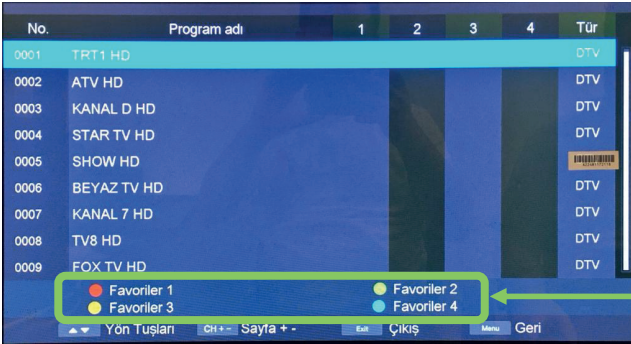 No. Program adı 1 2 3 4 Tür
0001 TRT1 HD DTV
0002 ATV HD DTV
0003 KANAL D HD DTV
0004 STAR TV HD DTV
0005 SHOW HD
0006 BEYAZ TV HD DTV
0007 KANAL 7 HD DTV
0008 TV8 HD DTV
0009 FOX TV HD DTV
Favoriler 1 Favoriler 2
Favoriler 3 Favoriler 4
Yön Tuşları CH + - Sayfa + - Exit Çıkış Menu Geri